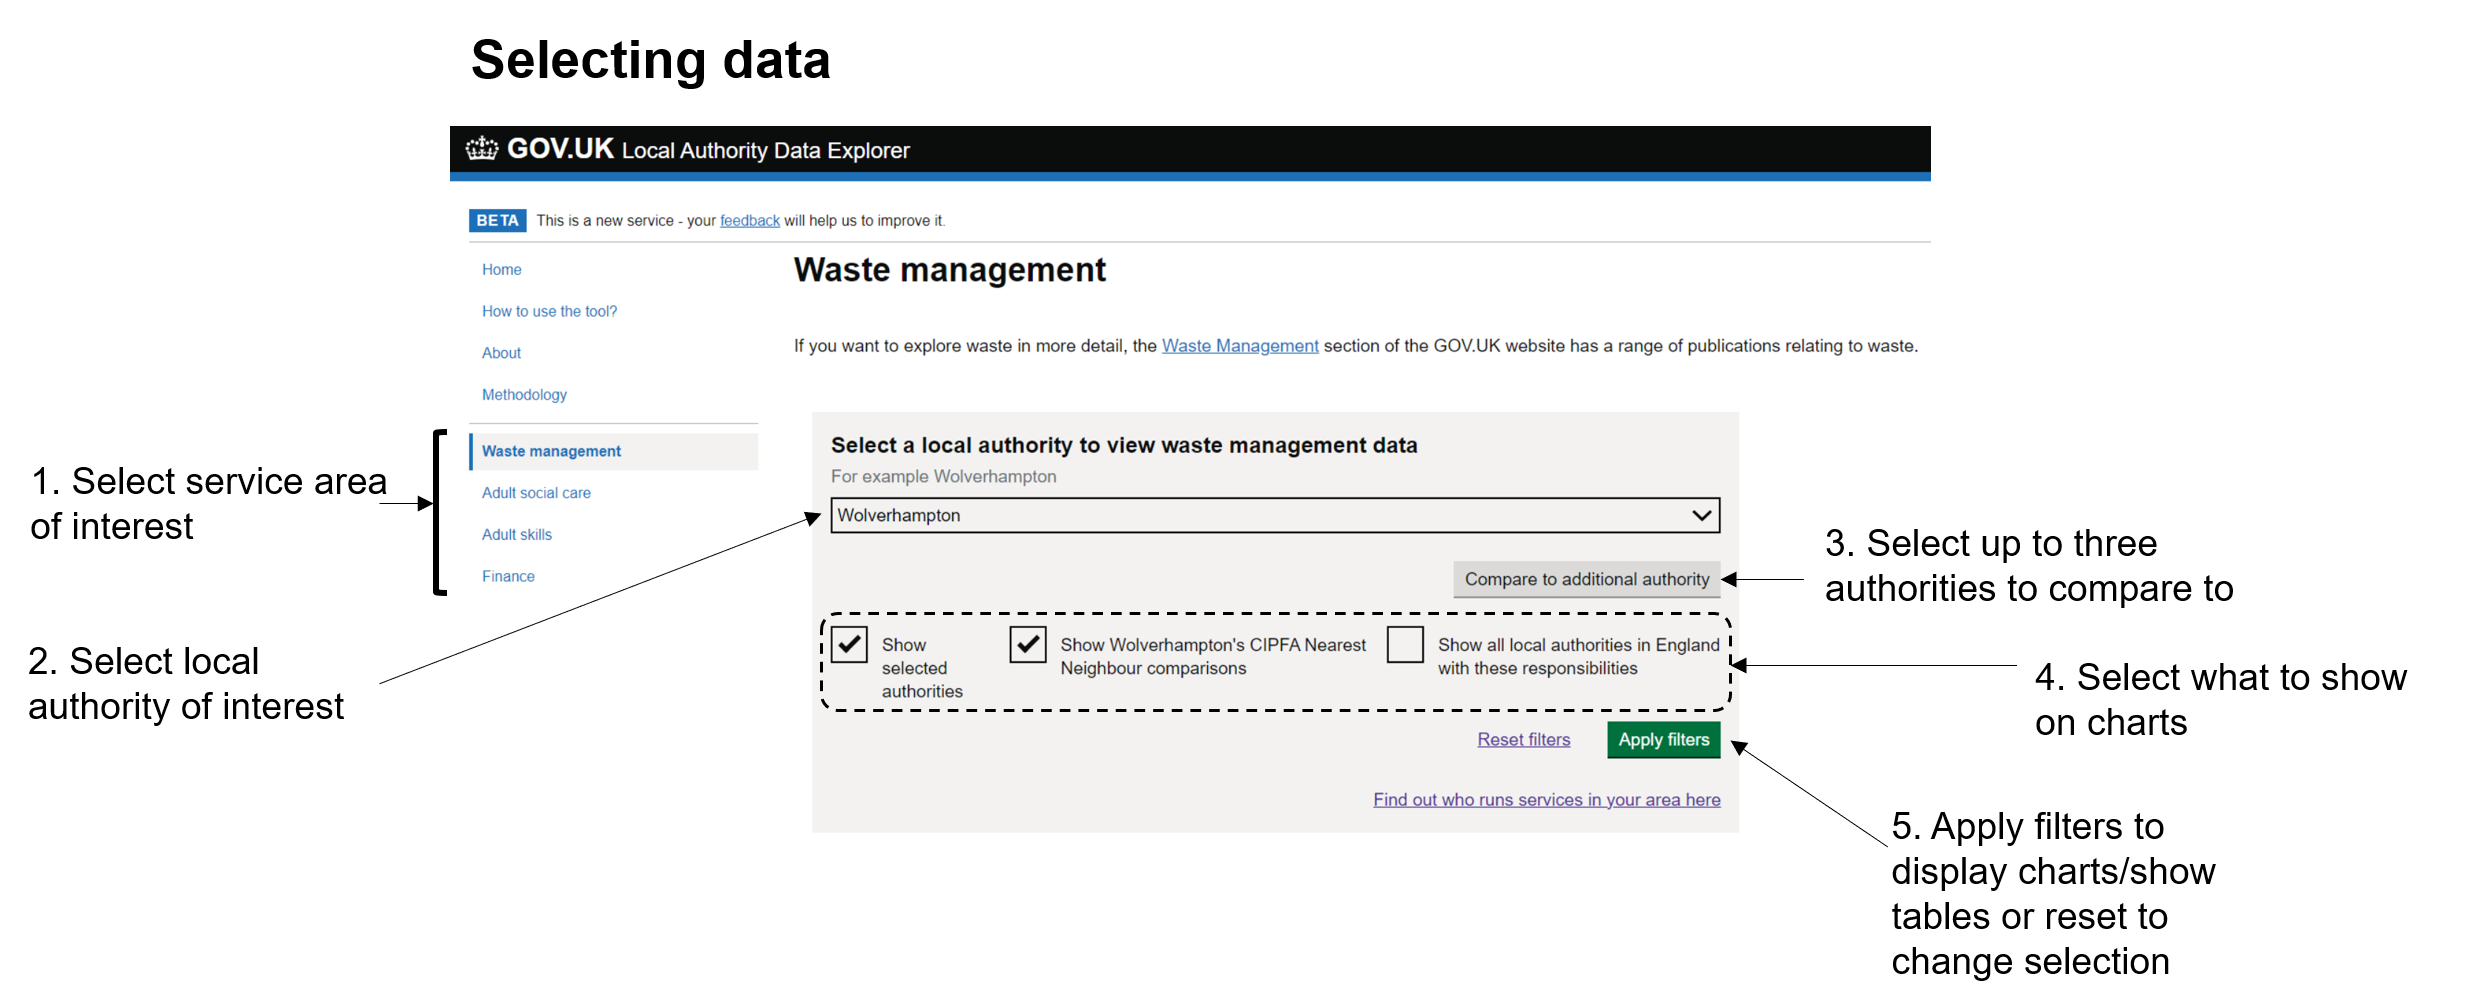 Selecting data
GOV.UK Local Authority Data Explorer
BETA This is a new service - your feedback will help us to improve it.
Home
How to use the tool?
About
Methodology
Waste management
Adult social care
Adult skills
Finance
Waste management
If you want to explore waste in more detail, the Waste Management section of the GOV.UK website has a range of publications relating to waste.
Select a local authority to view waste management data
For example Wolverhampton
Wolverhampton
Compare to additional authority
Show
selected
authorities
Show Wolverhampton's CIPFA Nearest
Neighbour comparisons
Show all local authorities in England
with these responsibilities
Reset filters
Apply filters
Find out who runs services in your area here
1. Select service area
of interest
2. Select local
authority of interest
3. Select up to three
authorities to compare to
4. Select what to show
on charts
5. Apply filters to
display charts/show
tables or reset to
change selection